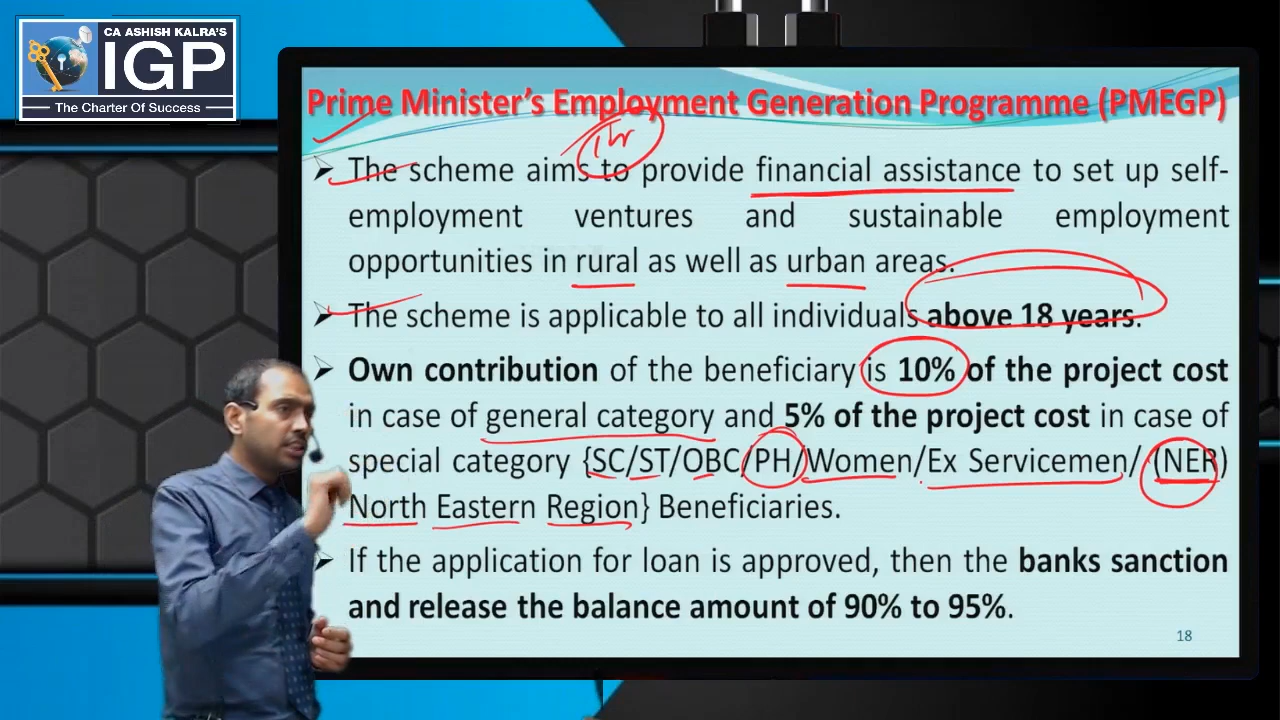 CA ASHISH KALRA'S
IGP
The Charter Of Success
Prime Minister's Employment Generation Programme (PMEGP)
The scheme aims to provide financial assistance to set up self-
employment ventures and sustainable employment
opportunities in rural as well as urban areas.
The scheme is applicable to all individuals above 18 years.
Own contribution of the beneficiary is 10% of the project cost
in case of general category and 5% of the project cost in case of
special category {SC/ST/OBC/PH/Women/Ex Servicemen/ (NER)
North Eastern Region} Beneficiaries.
If the application for loan is approved, then the banks sanction
and release the balance amount of 90% to 95%.
18